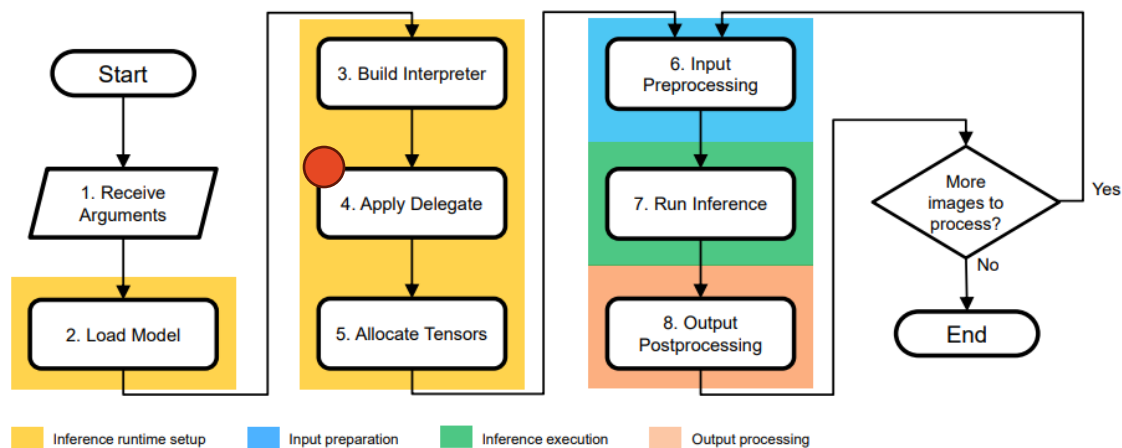 Start
1. Receive
Arguments
2. Load Model
3. Build Interpreter
4. Apply Delegate
5. Allocate Tensors
6. Input
Preprocessing
7. Run Inference
8. Output
Postprocessing
More
images to
process?
Yes
No
End
Inference runtime setup
Input preparation
Inference execution
Output processing